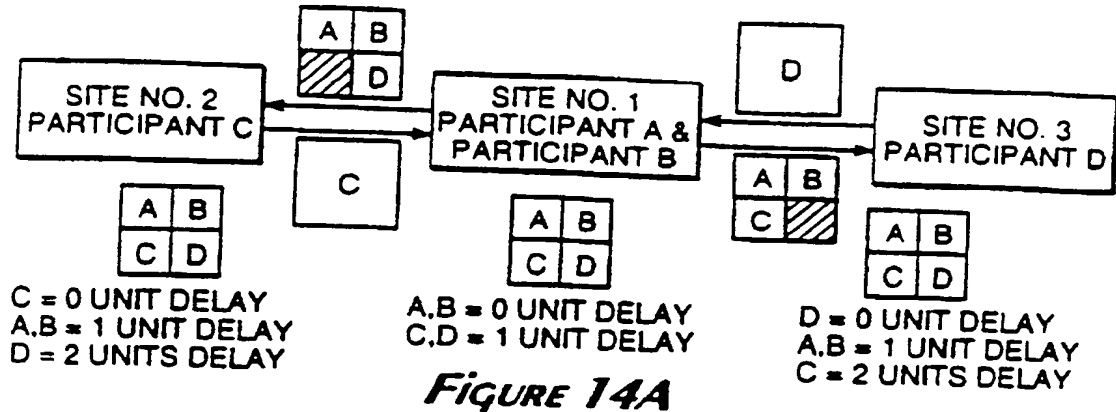 A B
D
SITE NO. 2
PARTICIPANT C
SITE NO. 1
PARTICIPANT A &
PARTICIPANT B
D
SITE NO. 3
PARTICIPANT D
C
A B
C
A B
C D
A B
C D
A B
C D
C = 0 UNIT DELAY
A,B = 1 UNIT DELAY
D = 2 UNITS DELAY
A,B = 0 UNIT DELAY
C,D = 1 UNIT DELAY
D = 0 UNIT DELAY
A,B = 1 UNIT DELAY
C = 2 UNITS DELAY
FIGURE 14A